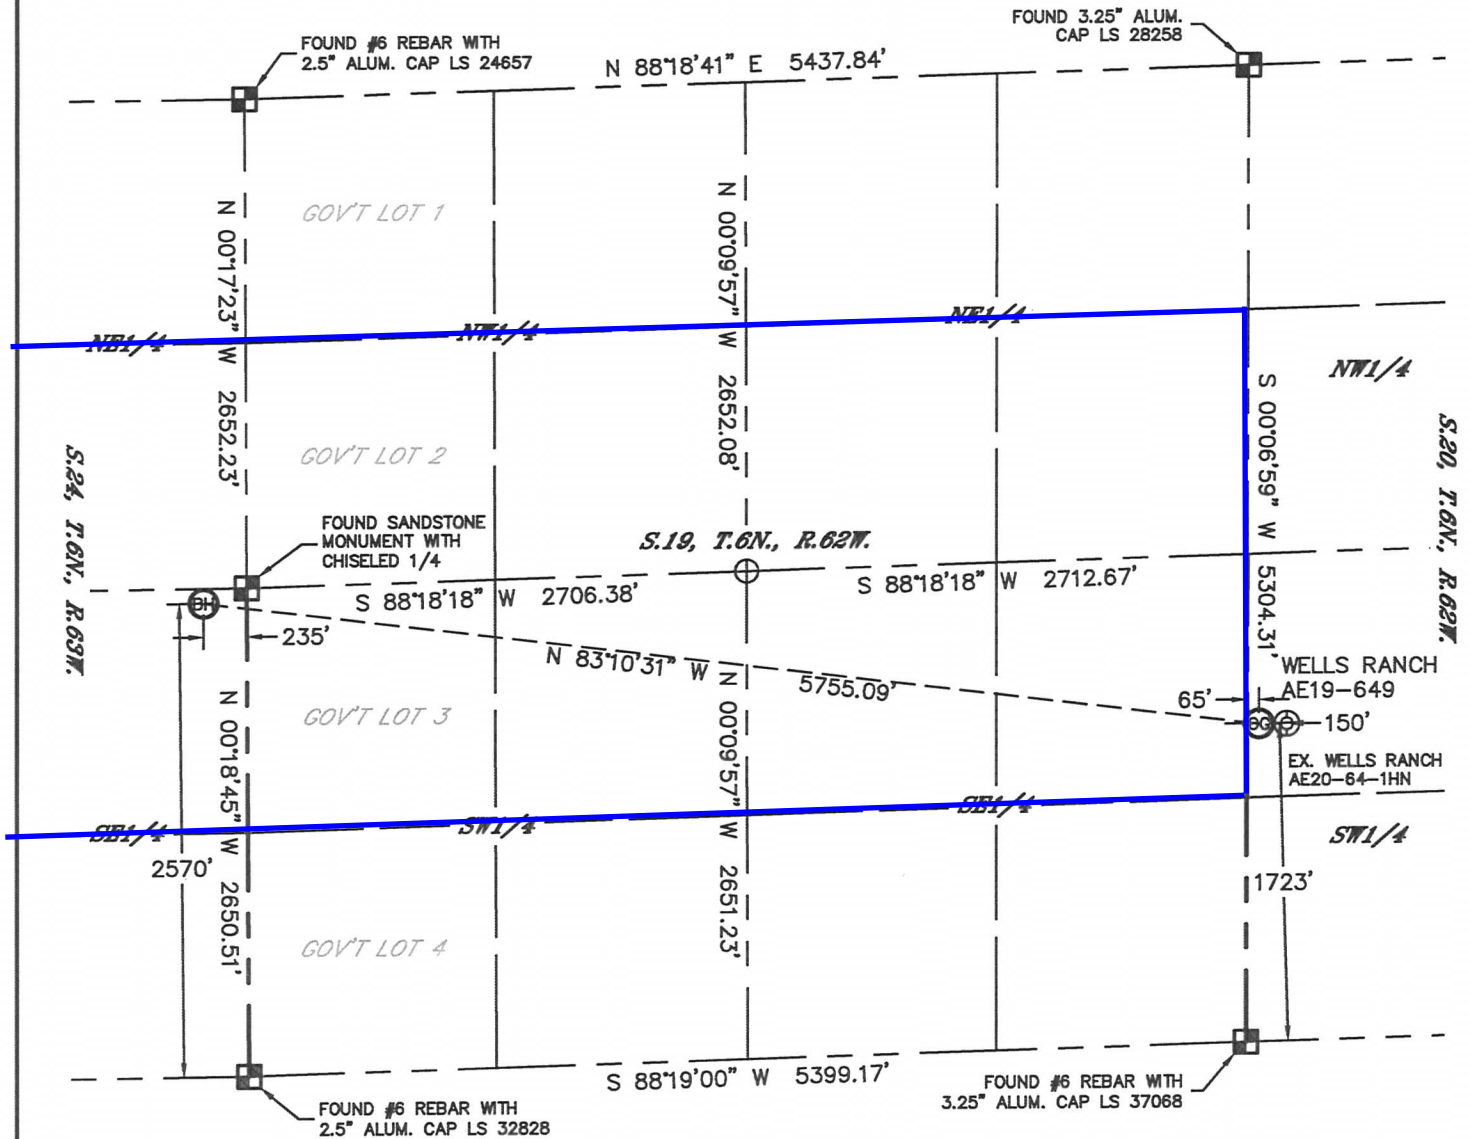 FOUND 3.25" ALUM.
CAP LS 28258
FOUND #6 REBAR WITH
2.5" ALUM. CAP LS 24657
N 88°18'41" E 5437.84'
GOV'T LOT 1
N 00°17'23" W 2652.23'
N 00°09'57" W 2652.08'
NE1/4
NW1/4
NE1/4
NW1/4
S 00°06'59" W 5304.31'
GOV'T LOT 2
S.24, T.6N., R.63W.
S.20, T.6N., R.62W.
FOUND SANDSTONE
MONUMENT WITH
CHISELED 1/4
S.19, T.6N., R.62W.
S 88°18'18" W 2706.38'
S 88°18'18" W 2712.67'
BH
235'
N 83°10'31" W 5755.09'
WELLS RANCH
AE19-649
65'
150'
GOV'T LOT 3
N 00°18'45" W 2650.51'
N 00°09'57" W 2651.23'
EX. WELLS RANCH
AE20-64-1HN
SE1/4
SW1/4
SE1/4
SW1/4
2570'
1723'
GOV'T LOT 4
S 88°19'00" W 5399.17'
FOUND #6 REBAR WITH
3.25" ALUM. CAP LS 37068
FOUND #6 REBAR WITH
2.5" ALUM. CAP LS 32828